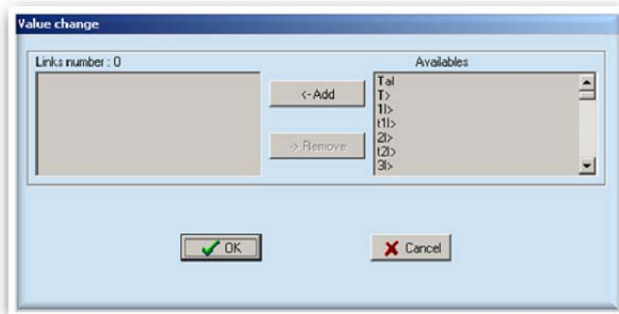 Value change
Links number : 0
Availables
<- Add
-> Remove
Tal
T>
1I>
t1I>
2I>
t2I>
3I>
OK
Cancel